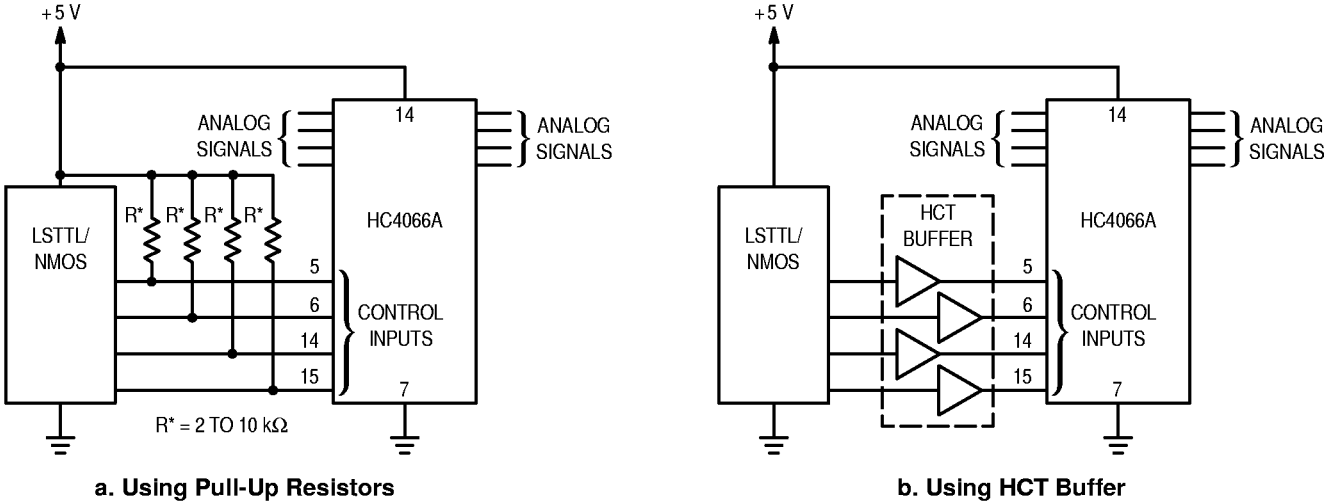 +5 V
14
ANALOG
SIGNALS
ANALOG
SIGNALS
R*
R*
R*
R*
LSTTL/
NMOS
HC4066A
5
6
14
15
CONTROL
INPUTS
7
R* = 2 TO 10 kΩ
a. Using Pull-Up Resistors
+5 V
14
ANALOG
SIGNALS
ANALOG
SIGNALS
LSTTL/
NMOS
HCT
BUFFER
HC4066A
5
6
14
15
CONTROL
INPUTS
7
b. Using HCT Buffer